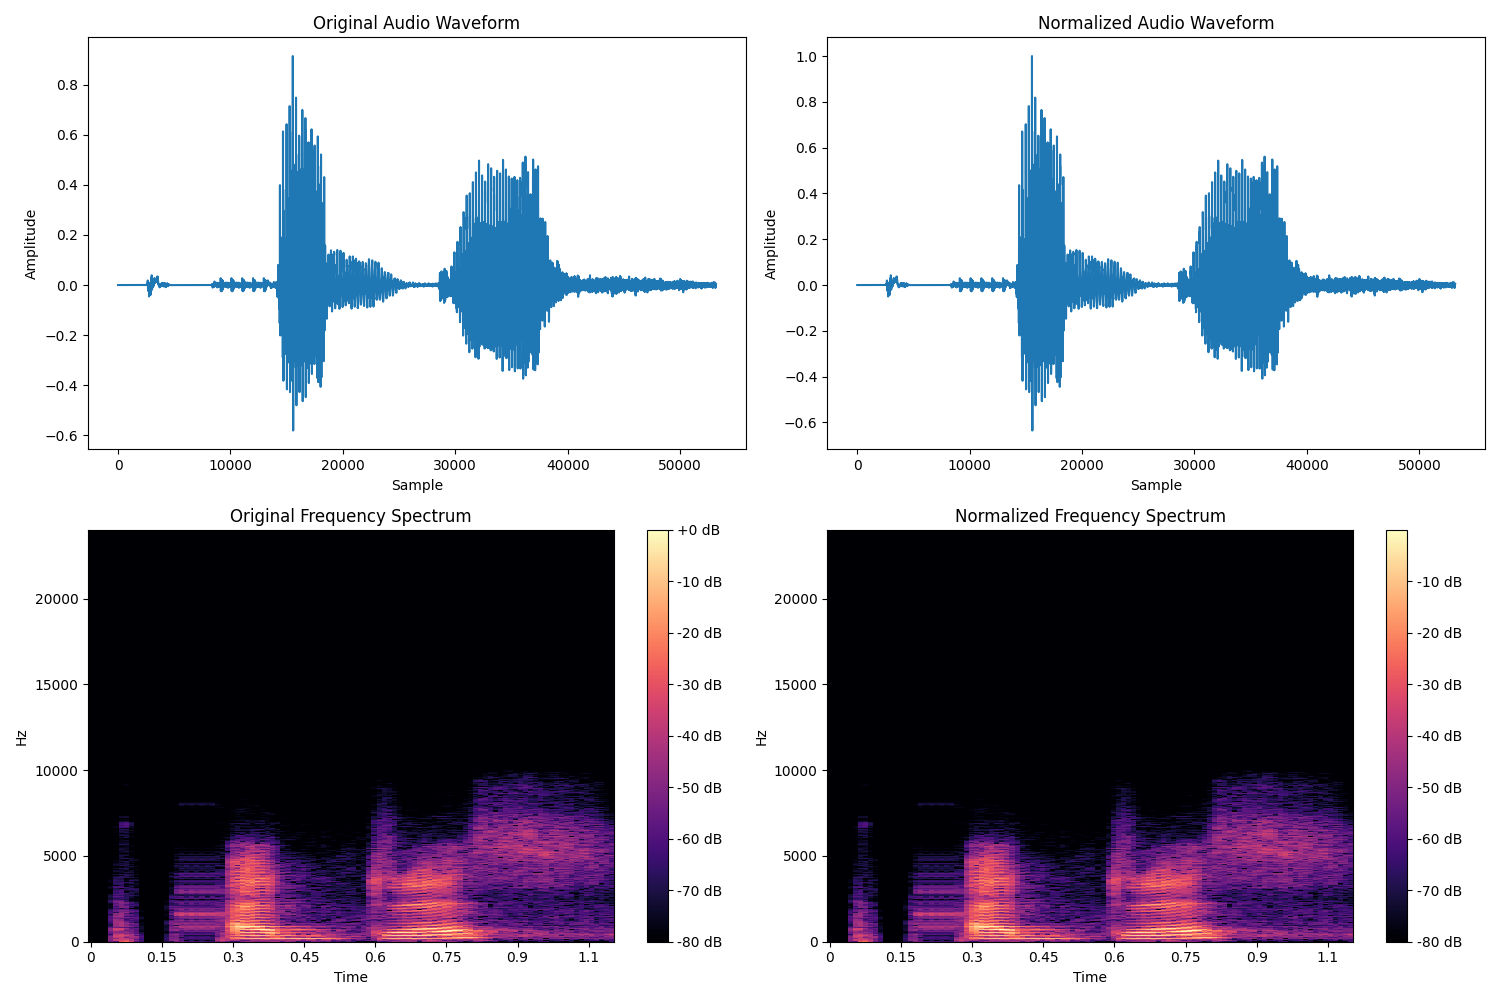 Original Audio Waveform
Amplitude
0.8
0.6
0.4
0.2
0.0
−0.2
−0.4
−0.6
0 10000 20000 30000 40000 50000
Sample
Normalized Audio Waveform
Amplitude
1.0
0.8
0.6
0.4
0.2
0.0
−0.2
−0.4
−0.6
0 10000 20000 30000 40000 50000
Sample
Original Frequency Spectrum
Hz
20000
15000
10000
5000
0
0 0.15 0.3 0.45 0.6 0.75 0.9 1.1
Time
+0 dB
-10 dB
-20 dB
-30 dB
-40 dB
-50 dB
-60 dB
-70 dB
-80 dB
Normalized Frequency Spectrum
Hz
20000
15000
10000
5000
0
0 0.15 0.3 0.45 0.6 0.75 0.9 1.1
Time
-10 dB
-20 dB
-30 dB
-40 dB
-50 dB
-60 dB
-70 dB
-80 dB